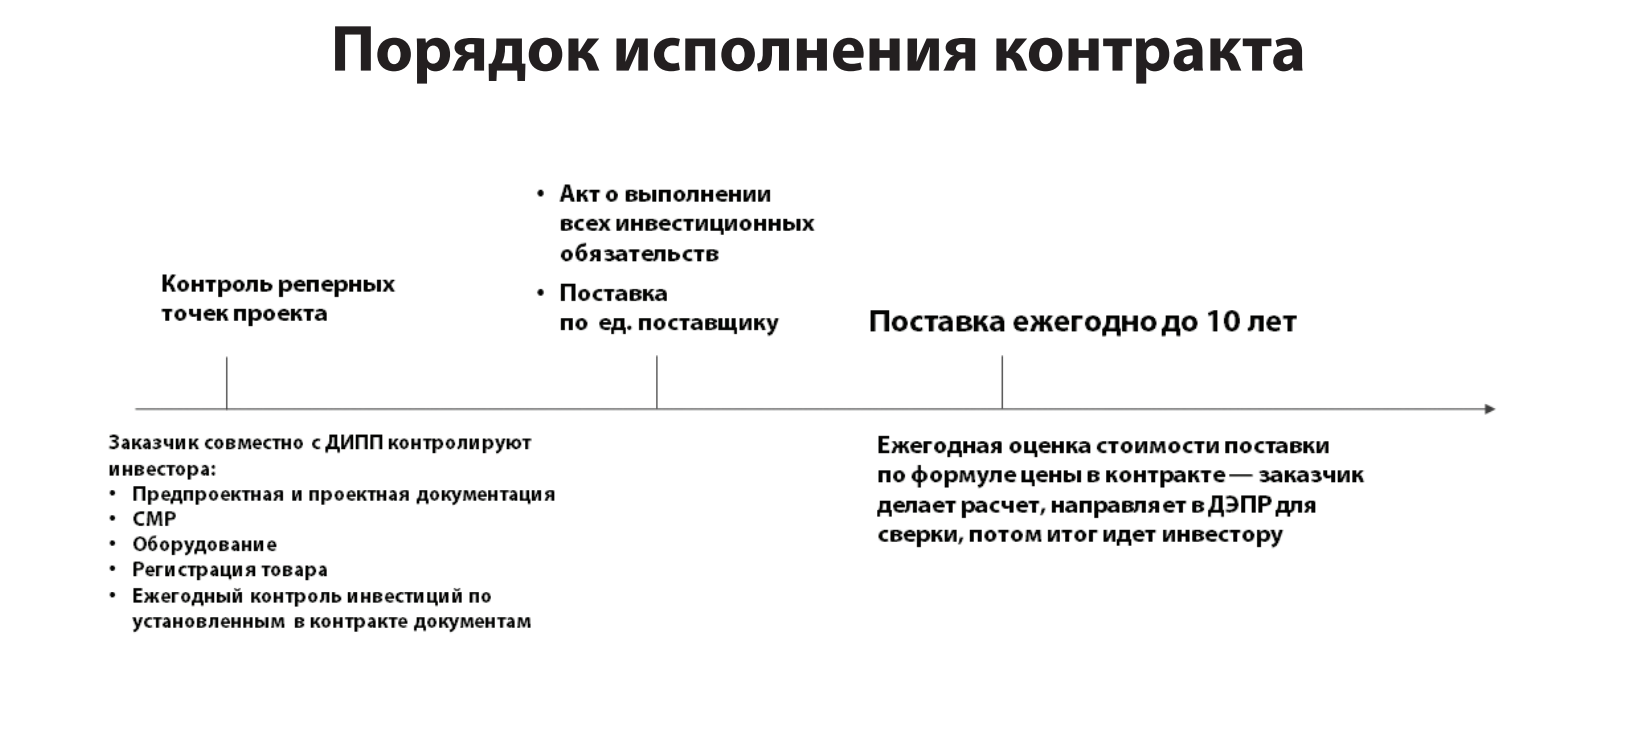 Порядок исполнения контракта
Контроль реперных
точек проекта
• Акт о выполнении
всех инвестиционных
обязательств
• Поставка
по ед. поставщику
Поставка ежегодно до 10 лет
Заказчик совместно с ДИПП контролируют
инвестора:
• Предпроектная и проектная документация
• СМР
• Оборудование
• Регистрация товара
• Ежегодный контроль инвестиций по
установленным в контракте документам
Ежегодная оценка стоимости поставки
по формуле цены в контракте — заказчик
делает расчет, направляет в ДЭПР для
сверки, потом итог идет инвестору